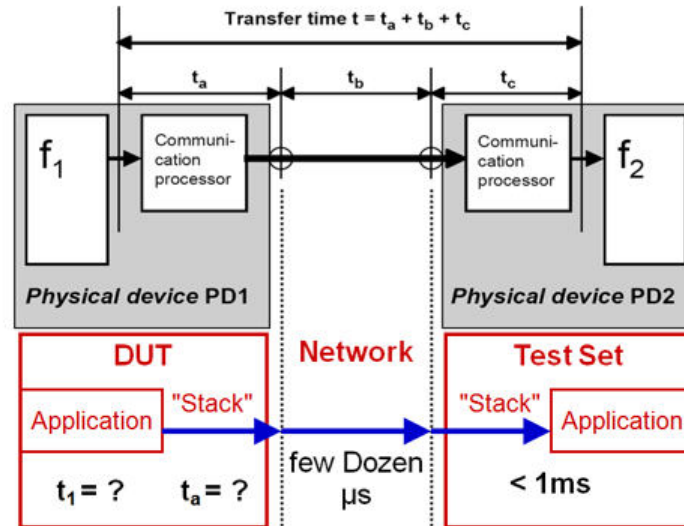 Transfer time t = ta + tb + tc
ta
tb
tc
f1
Communi-
cation
processor
Communi-
cation
processor
f2
Physical device PD1
Physical device PD2
DUT
Network
Test Set
Application
"Stack"
"Stack"
Application
few Dozen
µs
t1 = ?
ta = ?
< 1ms